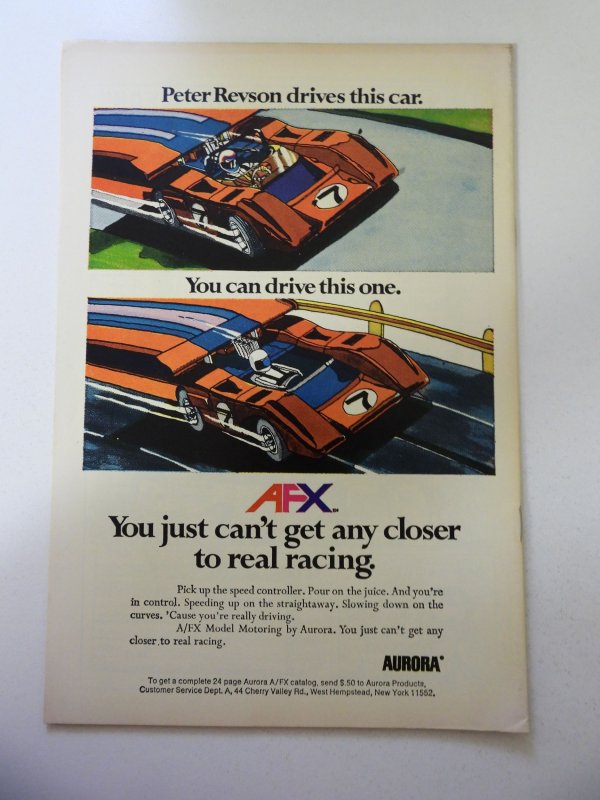 Peter Revson drives this car.
7
7
You can drive this one.
7
7
AFX
You just can't get any closer
to real racing.
Pick up the speed controller. Pour on the juice. And you're
in control. Speeding up on the straightaway. Slowing down on the
curves. 'Cause you're really driving.
A/FX Model Motoring by Aurora. You just can't get any
closer to real racing.
AURORA®
To get a complete 24 page Aurora A/FX catalog, send $.50 to Aurora Products,
Customer Service Dept. A, 44 Cherry Valley Rd., West Hempstead, New York 11552.